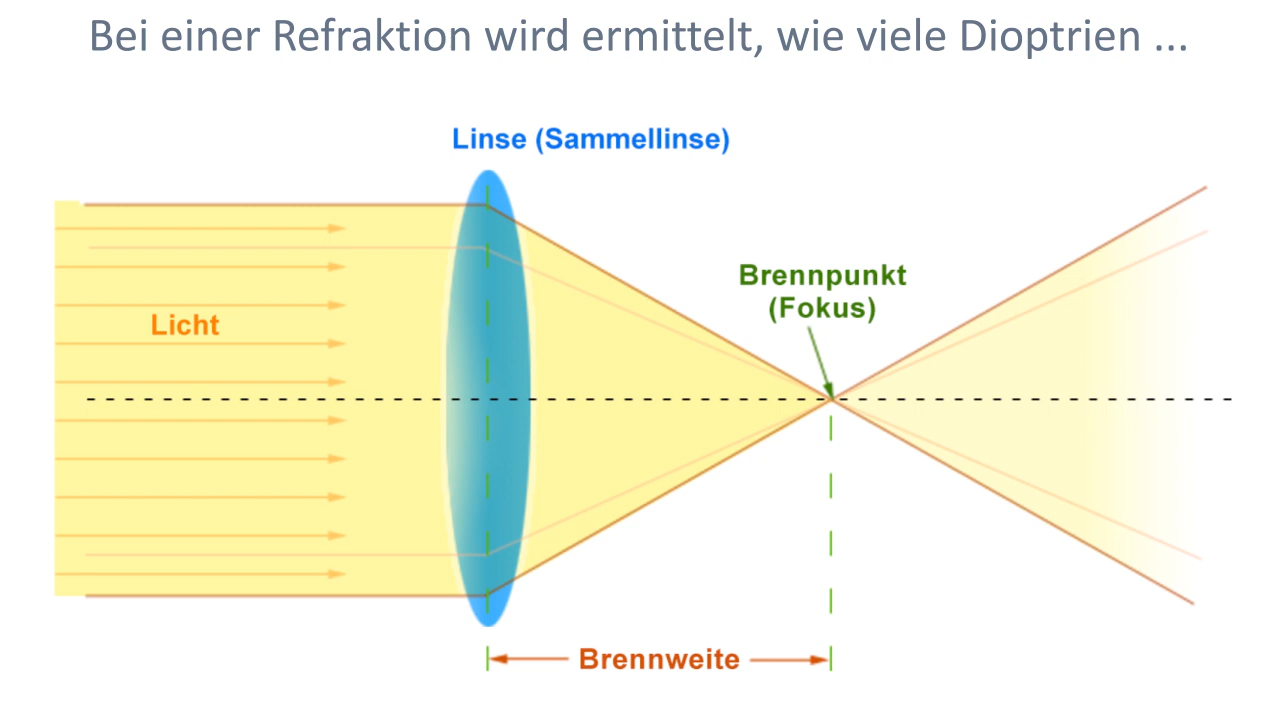 Bei einer Refraktion wird ermittelt, wie viele Dioptrien ...
Linse (Sammellinse)
Brennpunkt
(Fokus)
Licht
Brennweite